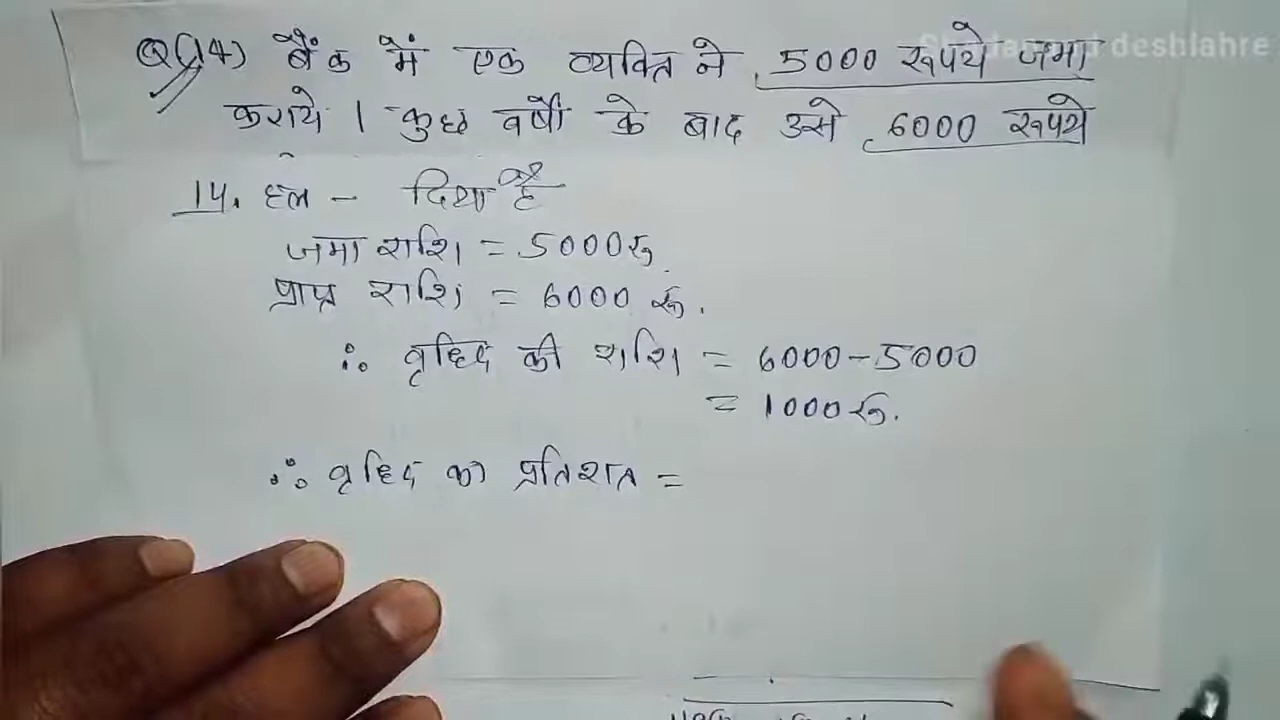 Q(14) बैंक में एक व्यक्ति ने 5000 रूपये जमा
कराये । कुछ वर्षों के बाद उसे 6000 रूपये
14. हल - दिया है
जमा राशि = 5000रु.
प्राप्त राशि = 6000 रु.
∴ वृद्धि की राशि = 6000-5000
= 1000रु.
∴ वृद्धि का प्रतिशत =